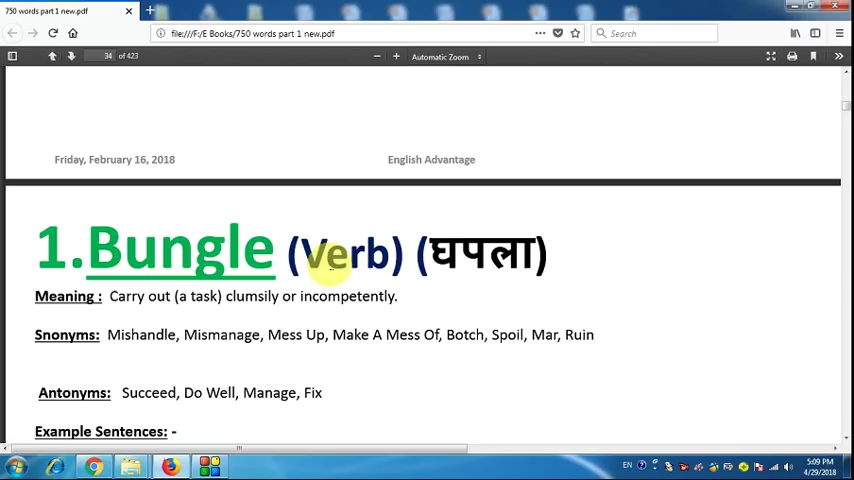 750 words part 1 new.pdf
file:///F:/E Books/750 words part 1 new.pdf
Search
34 of 423
Automatic Zoom
Friday, February 16, 2018 English Advantage
1.Bungle (Verb) (घपला)
Meaning : Carry out (a task) clumsily or incompetently.
Snonyms: Mishandle, Mismanage, Mess Up, Make A Mess Of, Botch, Spoil, Mar, Ruin
Antonyms: Succeed, Do Well, Manage, Fix
Example Sentences: -
EN 5:09 PM
4/29/2018